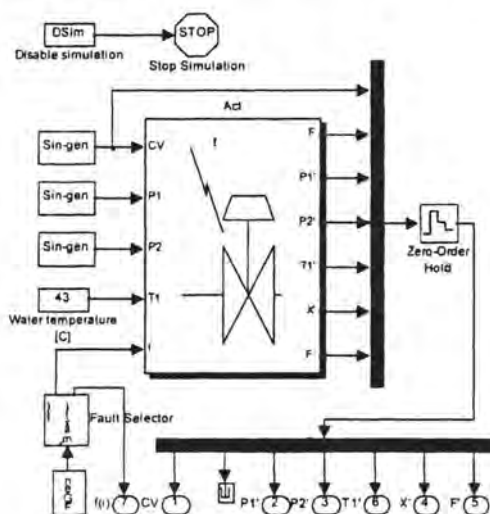 DSim
Disable simulation
STOP
Stop Simulation
Act
Sin-gen
CV
f
F
Sin-gen
P1
P1'
Sin-gen
P2
P2'
Zero-Order
Hold
43
T1
T1'
Water temperature
[C]
X'
f
F
Fault Selector
f(i) 7 CV 1 P1' 2 P2' 3 T1' 6 X' 4 F' 5